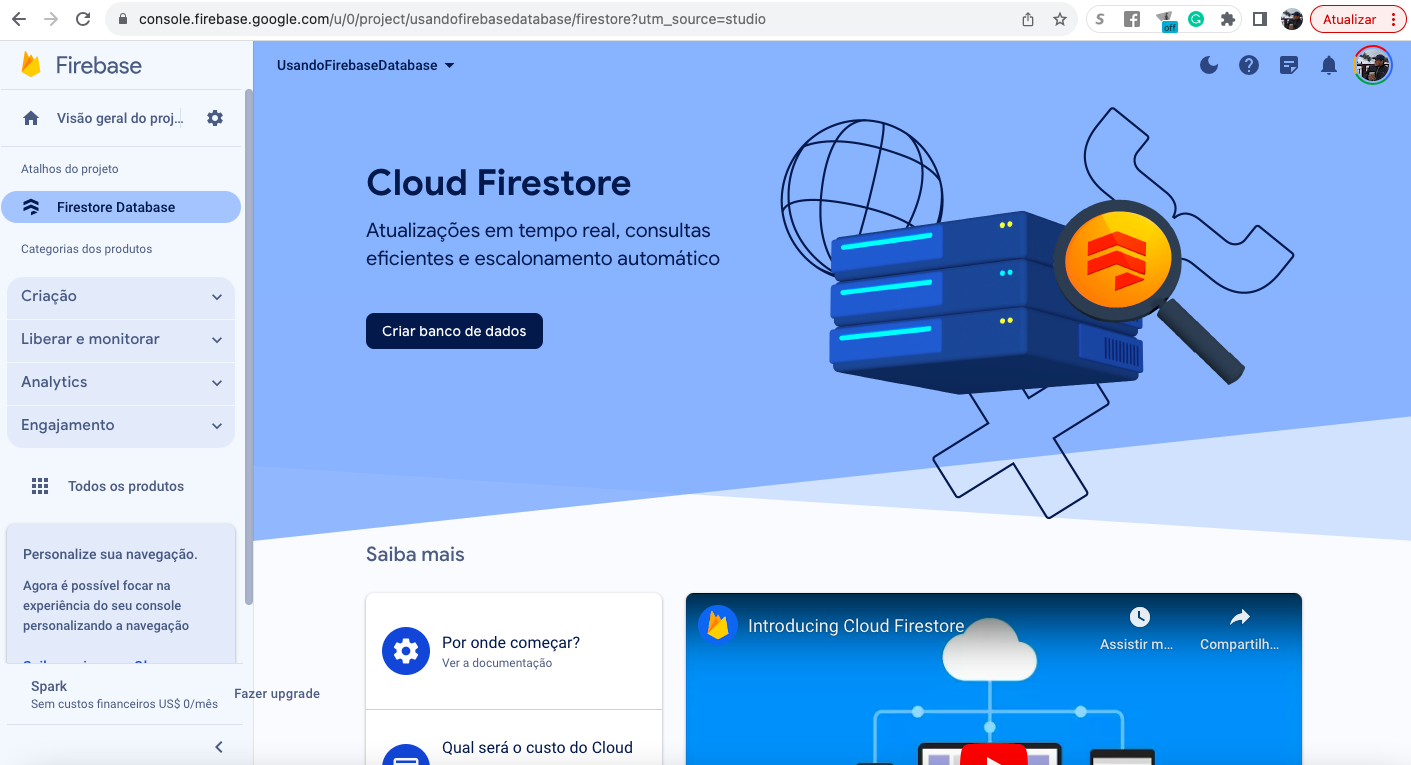 console.firebase.google.com/u/0/project/usandofirebasedatabase/firestore?utm_source=studio
S
off
Atualizar
Firebase
UsandoFirebaseDatabase
Visão geral do proj...
Atalhos do projeto
Firestore Database
Categorias dos produtos
Criação
Liberar e monitorar
Analytics
Engajamento
Todos os produtos
Personalize sua navegação.
Agora é possível focar na
experiência do seu console
personalizando a navegação
Spark
Sem custos financeiros US$ 0/mês
Fazer upgrade
Cloud Firestore
Atualizações em tempo real, consultas
eficientes e escalonamento automático
Criar banco de dados
Saiba mais
Por onde começar?
Ver a documentação
Qual será o custo do Cloud
Introducing Cloud Firestore
Assistir m...
Compartilh...